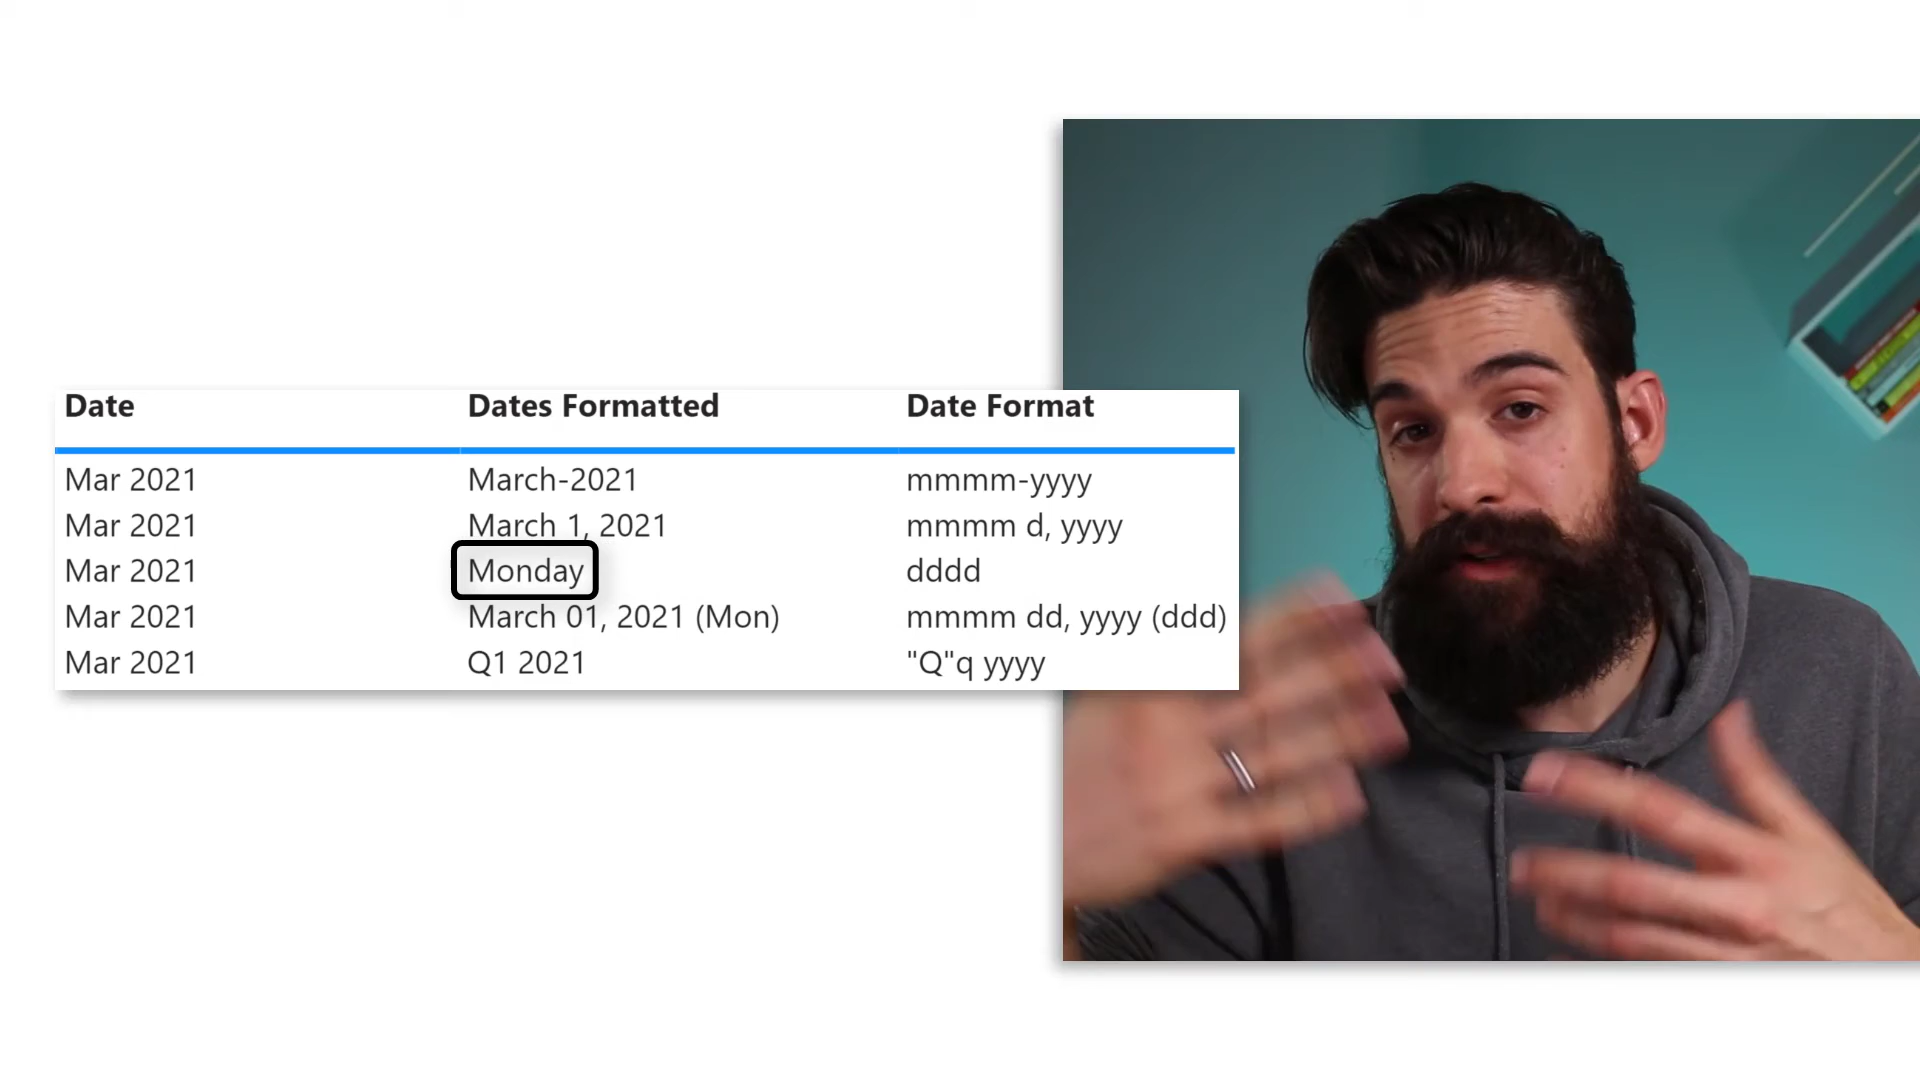 Date Dates Formatted Date Format
Mar 2021 March-2021 mmmm-yyyy
Mar 2021 March 1, 2021 mmmm d, yyyy
Mar 2021 Monday dddd
Mar 2021 March 01, 2021 (Mon) mmmm dd, yyyy (ddd)
Mar 2021 Q1 2021 "Q"q yyyy